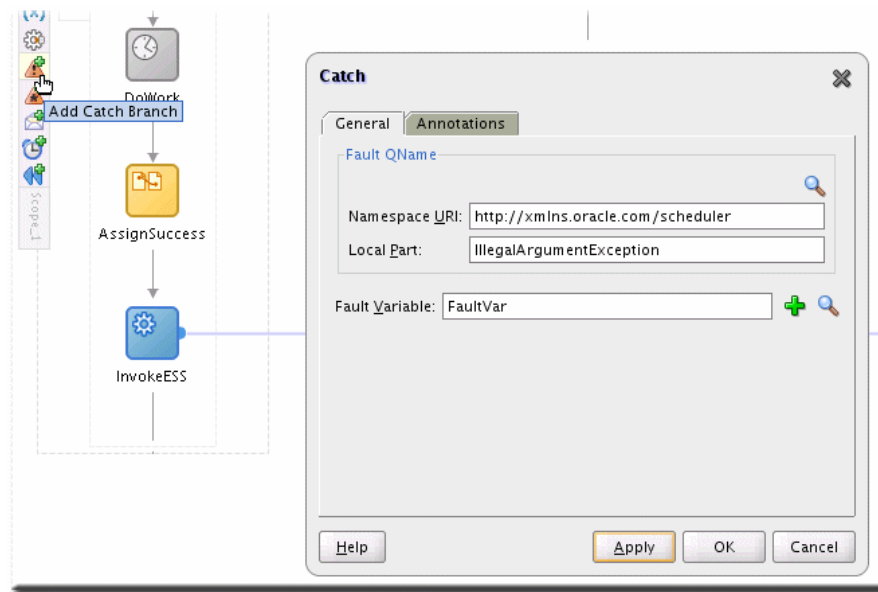 (x)
DoWork
Add Catch Branch
Scope_1
AssignSuccess
InvokeESS
Catch
General
Annotations
Fault QName
Namespace URI: http://xmlns.oracle.com/scheduler
Local Part: IllegalArgumentException
Fault Variable: FaultVar
Help
Apply
OK
Cancel